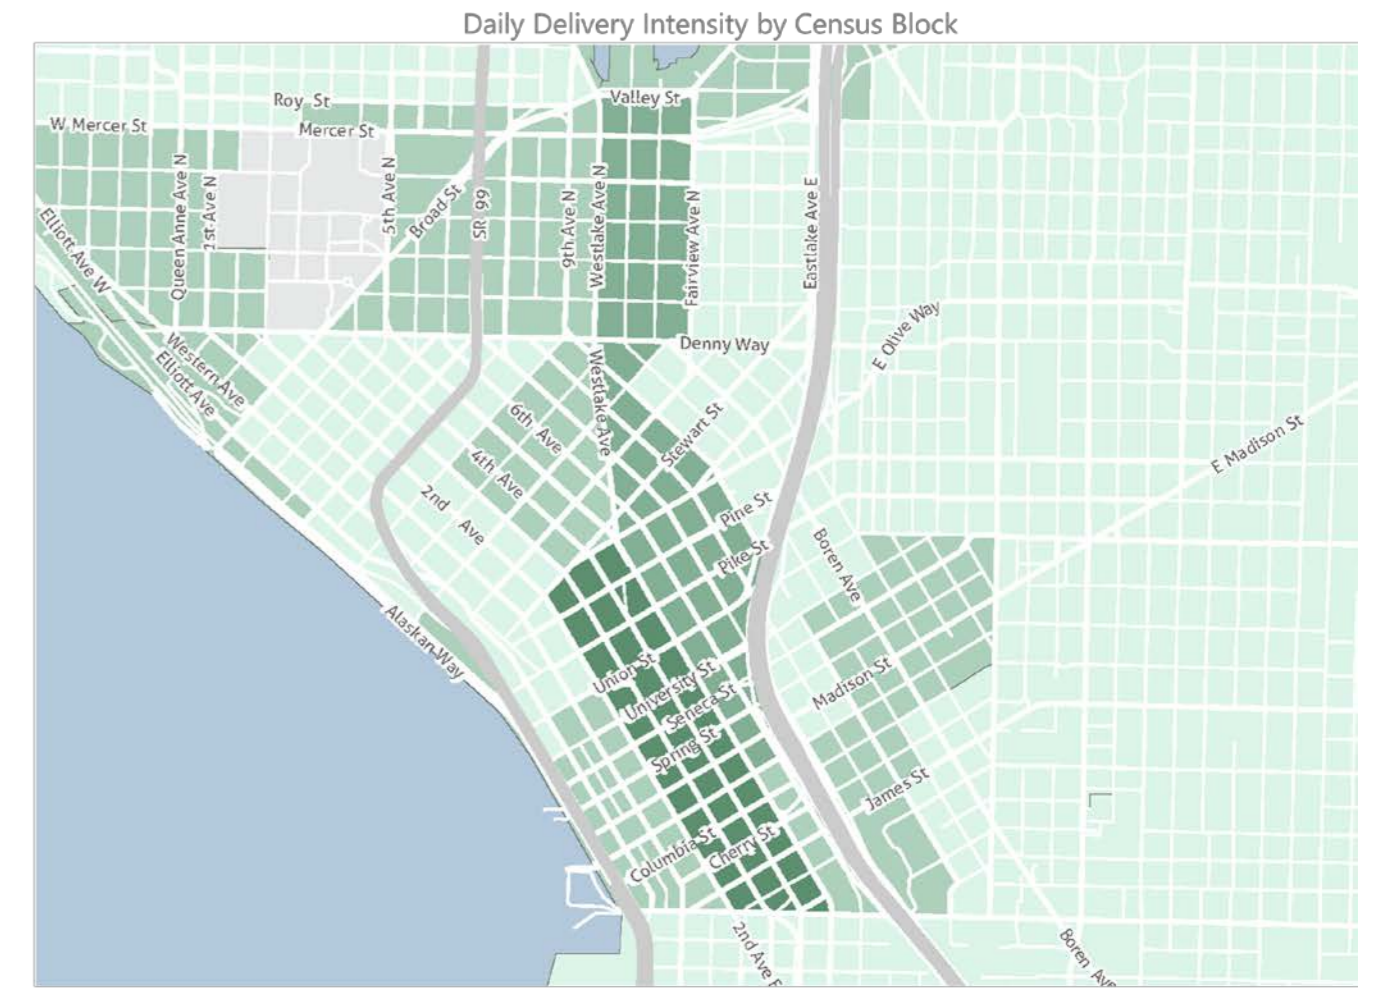 Daily Delivery Intensity by Census Block
Roy St
Valley St
W Mercer St
Mercer St
Queen Anne Ave N
1st Ave N
5th Ave N
Broad St
SR 99
9th Ave N
Westlake Ave N
Fairview Ave N
Eastlake Ave E
Elliott Ave W
Denny Way
E Olive Way
Western Ave
Elliott Ave
Westlake Ave
6th Ave
Stewart St
E Madison St
4th Ave
2nd Ave
Pine St
Pike St
Boren Ave
Alaskan Way
Union St
University St
Madison St
Seneca St
Spring St
James St
Columbia St
Cherry St
2nd Ave E
Boren Ave